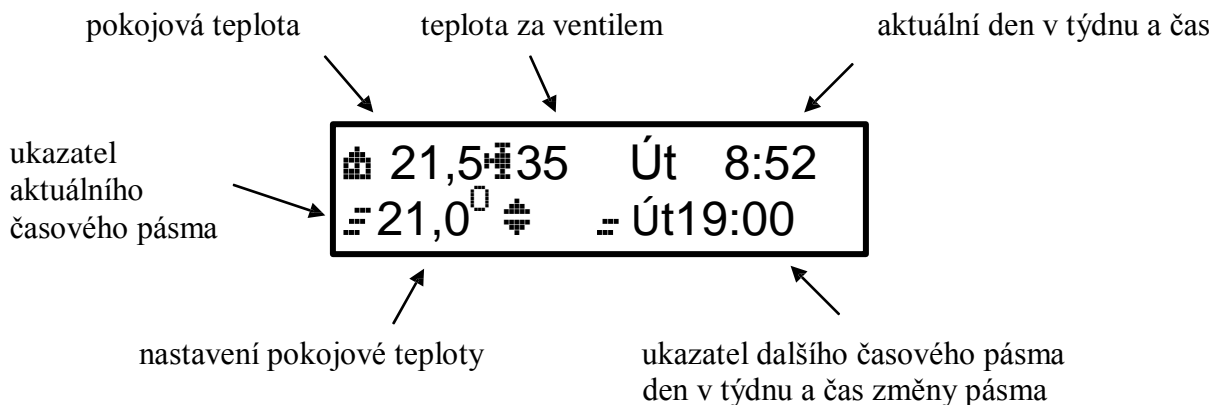 pokojová teplota teplota za ventilem aktuální den v týdnu a čas
ukazatel
aktuálního
časového pásma
21,5 35 Út 8:52
21,0° Út19:00
nastavení pokojové teploty
ukazatel dalšího časového pásma
den v týdnu a čas změny pásma